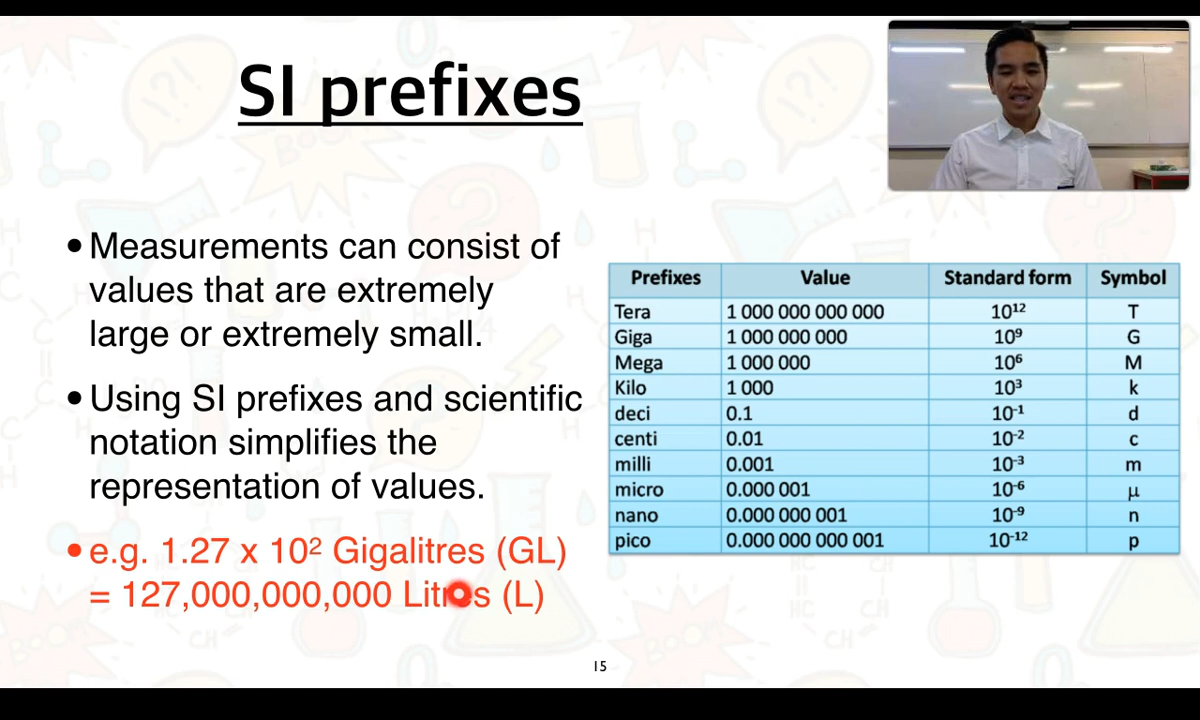 SI prefixes
• Measurements can consist of
values that are extremely
large or extremely small.
• Using SI prefixes and scientific
notation simplifies the
representation of values.
• e.g. 1.27 x 10² Gigalitres (GL)
= 127,000,000,000 Litres (L)
Prefixes Value Standard form Symbol
Tera 1 000 000 000 000 10¹² T
Giga 1 000 000 000 10⁹ G
Mega 1 000 000 10⁶ M
Kilo 1 000 10³ k
deci 0.1 10⁻¹ d
centi 0.01 10⁻² c
milli 0.001 10⁻³ m
micro 0.000 001 10⁻⁶ μ
nano 0.000 000 001 10⁻⁹ n
pico 0.000 000 000 001 10⁻¹² p
15